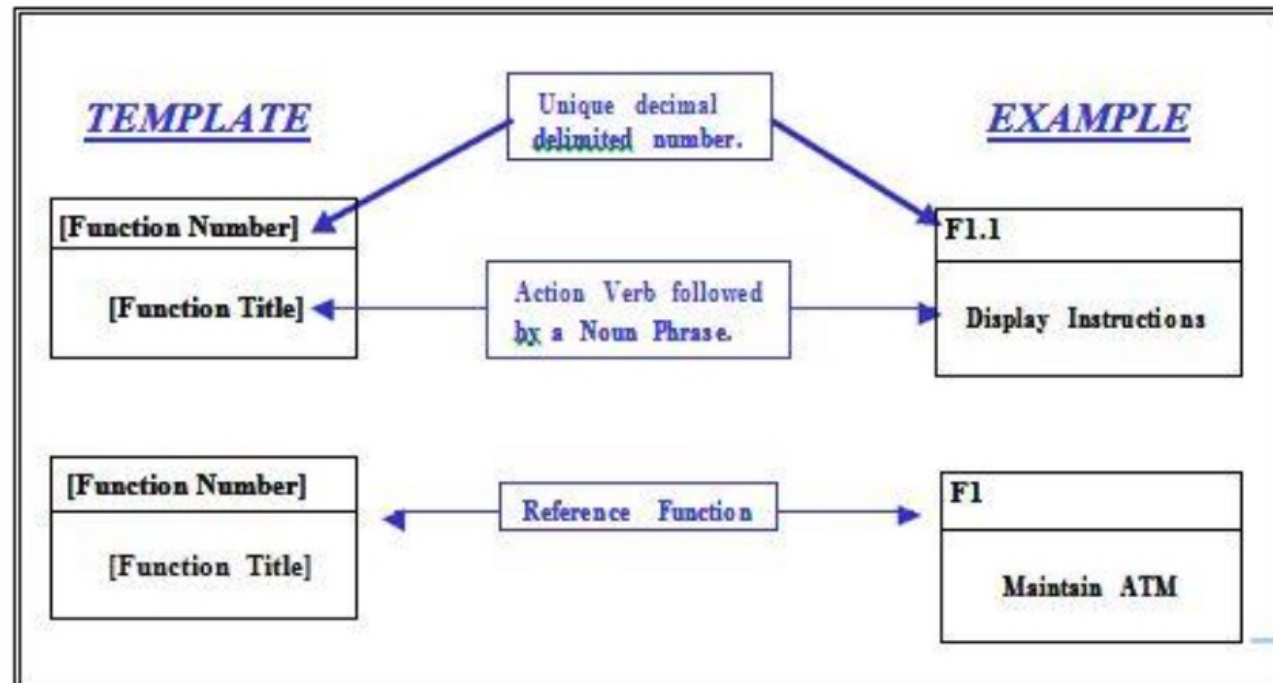 TEMPLATE
Unique decimal
delimited number.
EXAMPLE
[Function Number]
F1.1
[Function Title]
Action Verb followed
by a Noun Phrase.
Display Instructions
[Function Number]
Reference Function
F1
[Function Title]
Maintain ATM